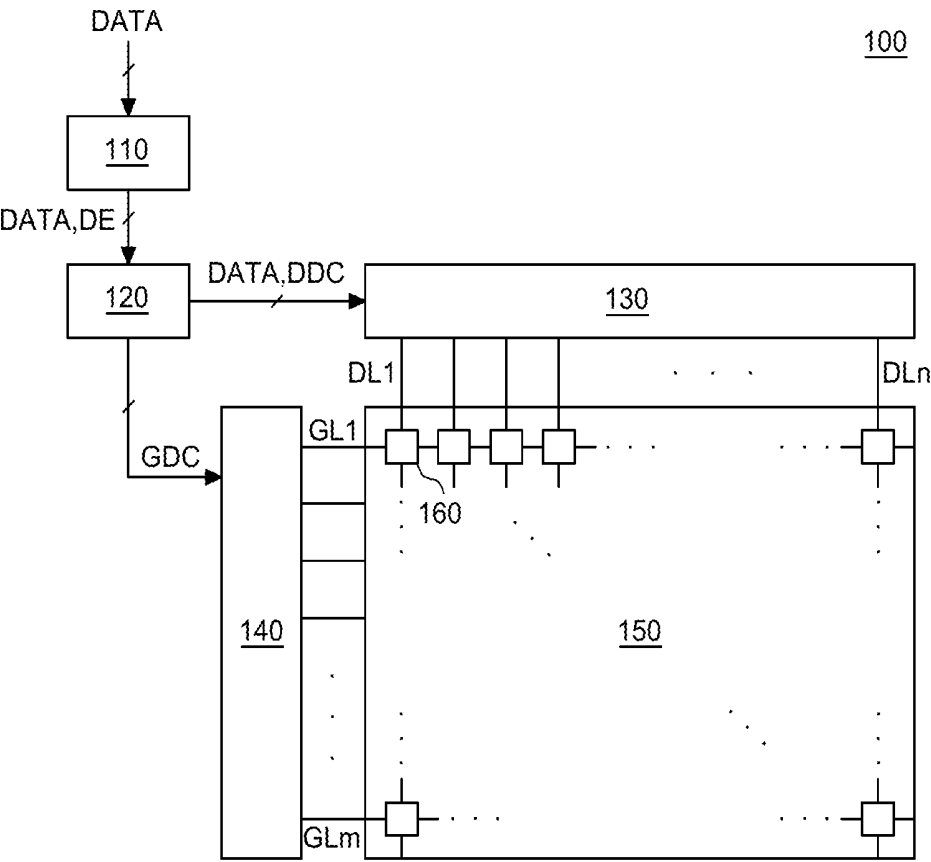 DATA
100
110
DATA,DE
DATA,DDC
120
130
DL1
DLn
GL1
GDC
160
140
150
GLm